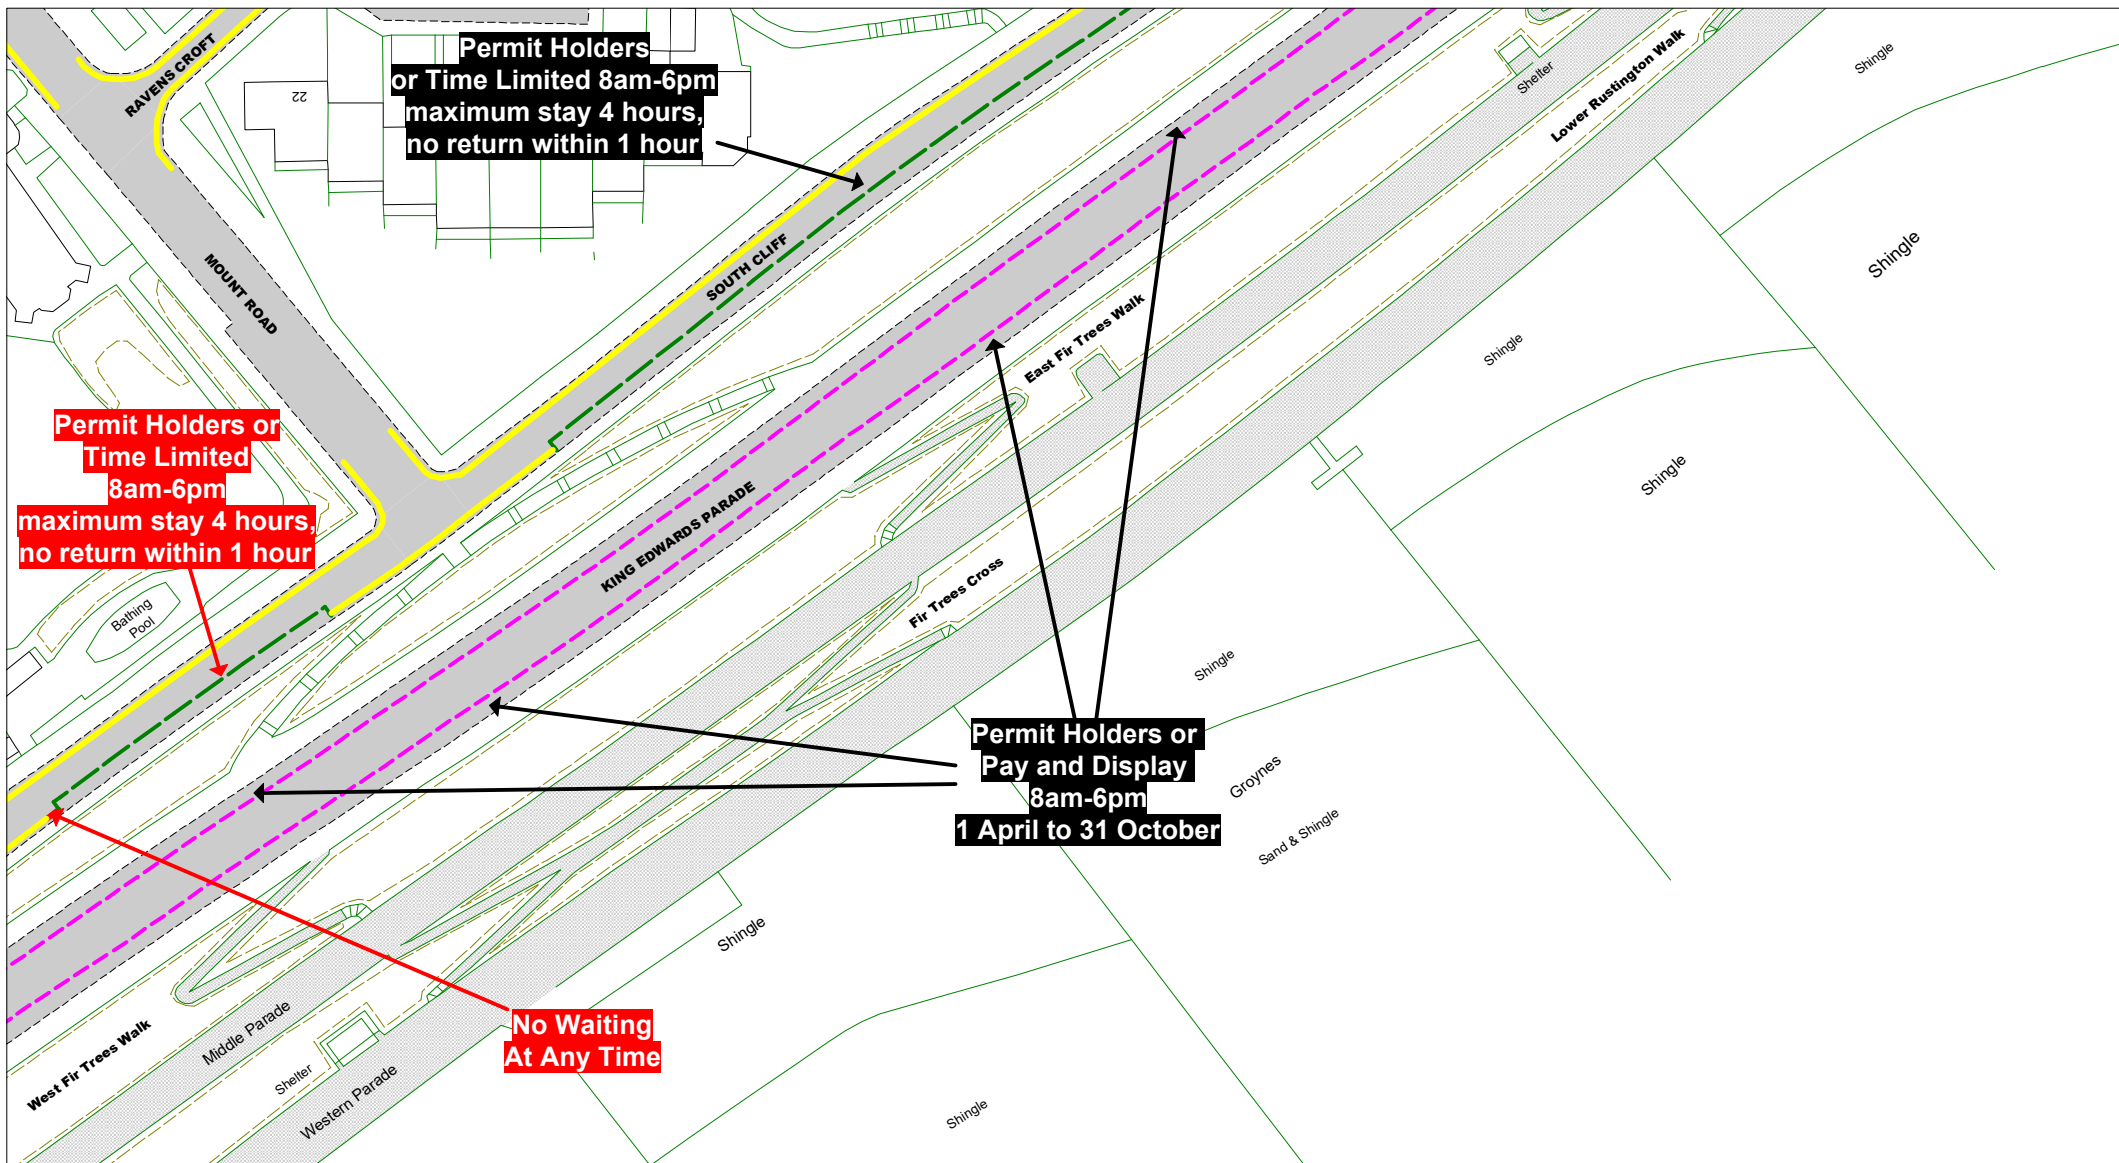 RAVENS CROFT
22
Permit Holders
or Time Limited 8am-6pm
maximum stay 4 hours,
no return within 1 hour
Shelter
Lower Rustington Walk
Shingle
MOUNT ROAD
SOUTH CLIFF
Shingle
East Fir Trees Walk
Shingle
Permit Holders or
Time Limited
8am-6pm
maximum stay 4 hours,
no return within 1 hour
KING EDWARDS PARADE
Shingle
Bathing
Pool
Fir Trees Cross
Shingle
Permit Holders or
Pay and Display
8am-6pm
1 April to 31 October
Groynes
Sand & Shingle
Shingle
No Waiting
At Any Time
West Fir Trees Walk
Middle Parade
Shelter
Western Parade
Shingle